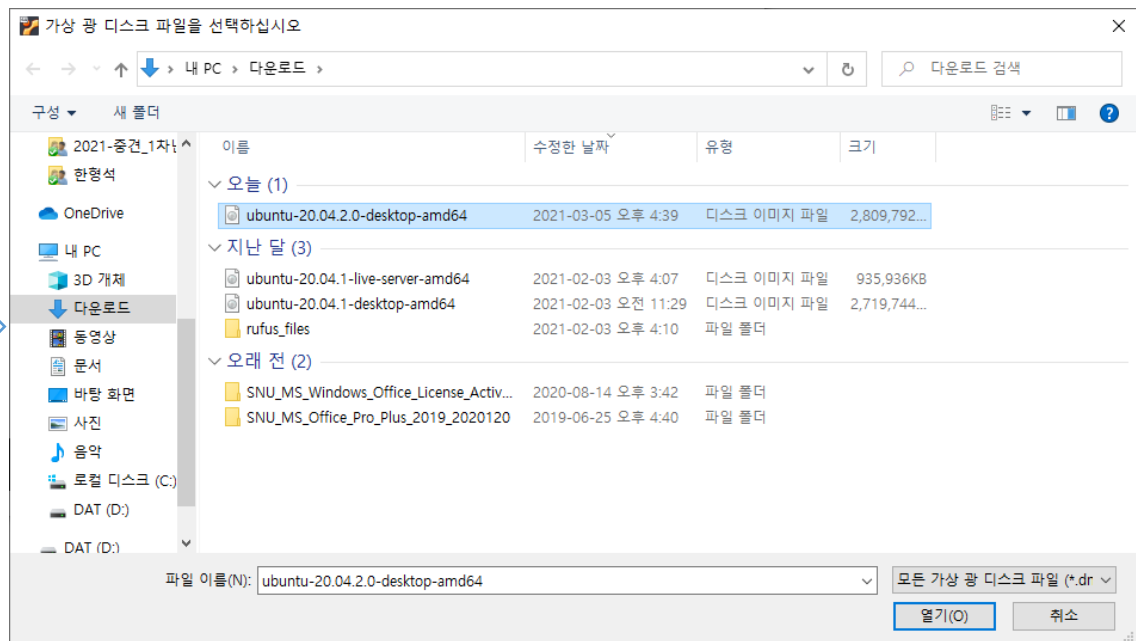 가상 광 디스크 파일을 선택하십시오
내 PC › 다운로드 ›
다운로드 검색
구성 새 폴더
이름 수정한 날짜 유형 크기
2021-중견_1차
한형석
OneDrive
내 PC
3D 개체
다운로드
동영상
문서
바탕 화면
사진
음악
로컬 디스크 (C:)
DAT (D:)
DAT (D:)
오늘 (1)
ubuntu-20.04.2.0-desktop-amd64 2021-03-05 오후 4:39 디스크 이미지 파일 2,809,792...
지난 달 (3)
ubuntu-20.04.1-live-server-amd64 2021-02-03 오후 4:07 디스크 이미지 파일 935,936KB
ubuntu-20.04.1-desktop-amd64 2021-02-03 오전 11:29 디스크 이미지 파일 2,719,744...
rufus_files 2021-02-03 오후 4:10 파일 폴더
오래 전 (2)
SNU_MS_Windows_Office_License_Activ... 2020-08-14 오후 3:42 파일 폴더
SNU_MS_Office_Pro_Plus_2019_2020120 2019-06-25 오후 4:40 파일 폴더
파일 이름(N): ubuntu-20.04.2.0-desktop-amd64 모든 가상 광 디스크 파일 (*.dr
열기(O) 취소